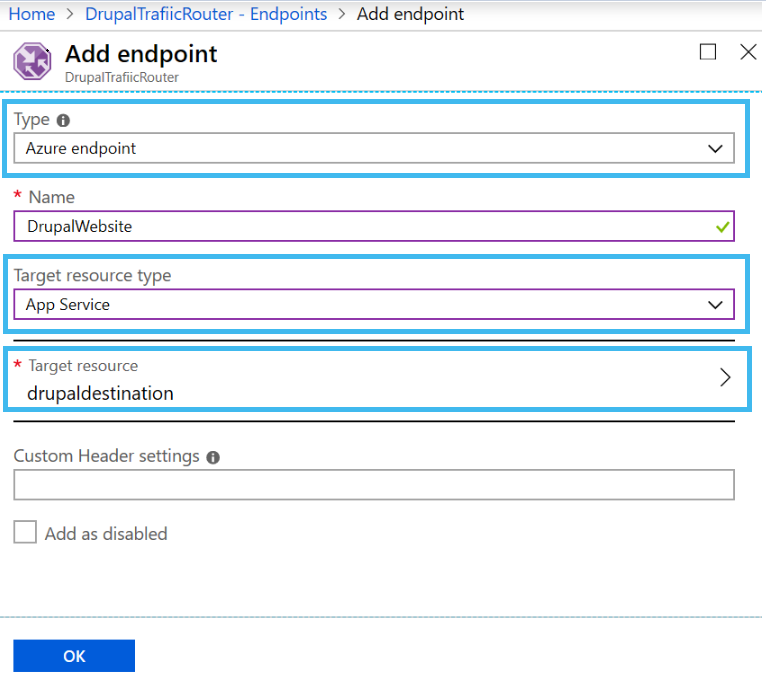 Home > DrupalTrafiicRouter - Endpoints > Add endpoint
Add endpoint
DrupalTrafiicRouter
Type
Azure endpoint
* Name
DrupalWebsite
Target resource type
App Service
* Target resource
drupaldestination
Custom Header settings
Add as disabled
OK